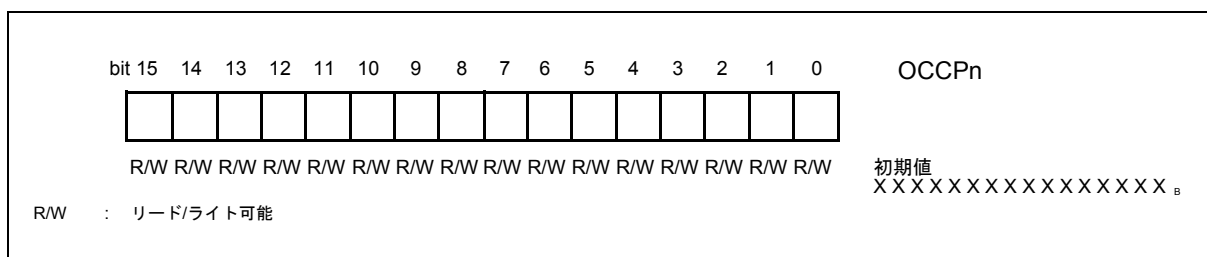 bit 15 14 13 12 11 10 9 8 7 6 5 4 3 2 1 0 OCCPn
R/W R/W R/W R/W R/W R/W R/W R/W R/W R/W R/W R/W R/W R/W R/W R/W 初期値
X X X X X X X X X X X X X X X X B
R/W : リード/ライト可能